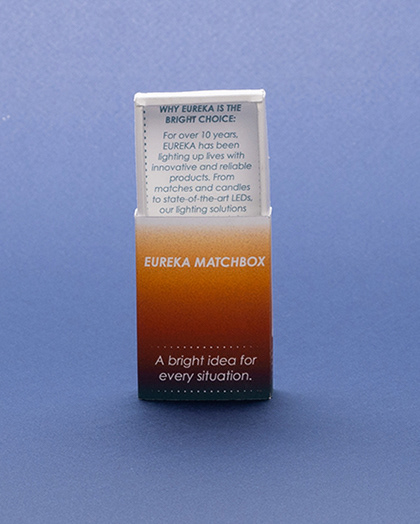 WHY EUREKA IS THE
BRIGHT CHOICE:
For over 10 years,
EUREKA has been
lighting up lives with
innovative and reliable
products. From
matches and candles
to state-of-the-art LEDs,
our lighting solutions
EUREKA MATCHBOX
A bright idea for
every situation.